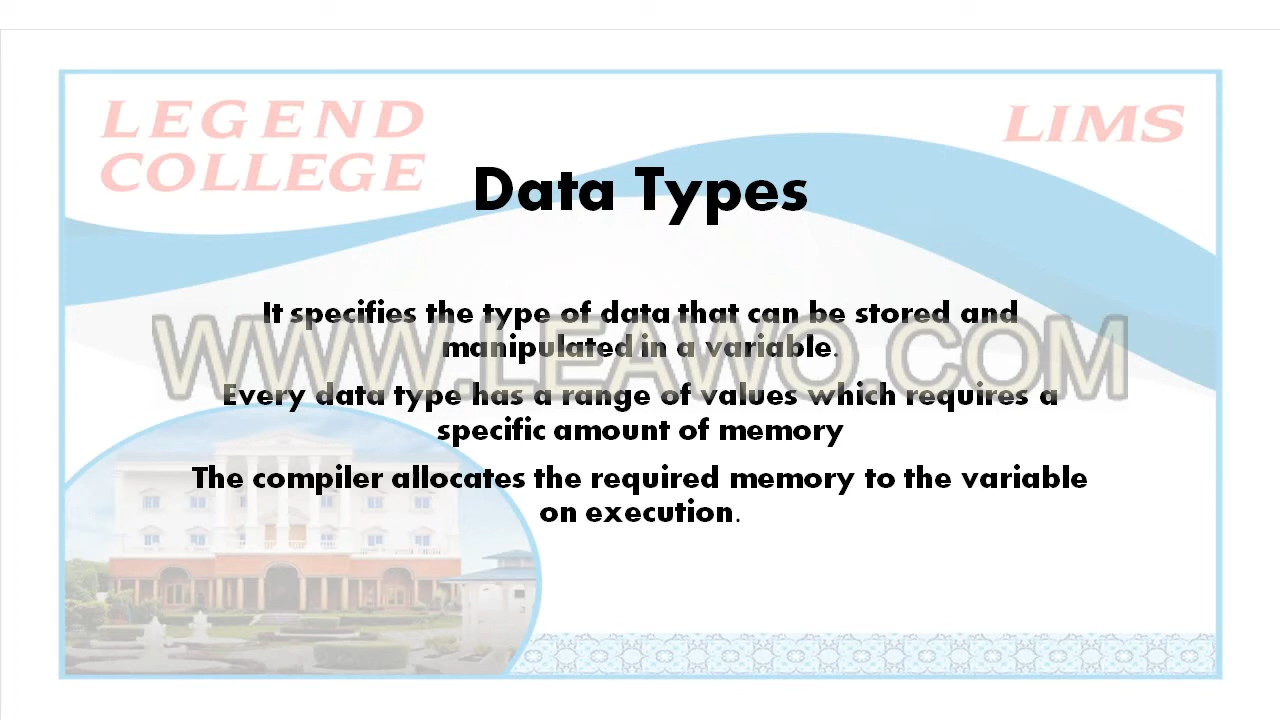 LEGEND
COLLEGE
LIMS
Data Types
It specifies the type of data that can be stored and
manipulated in a variable.
WWW.LEAWO.COM
Every data type has a range of values which requires a
specific amount of memory
The compiler allocates the required memory to the variable
on execution.